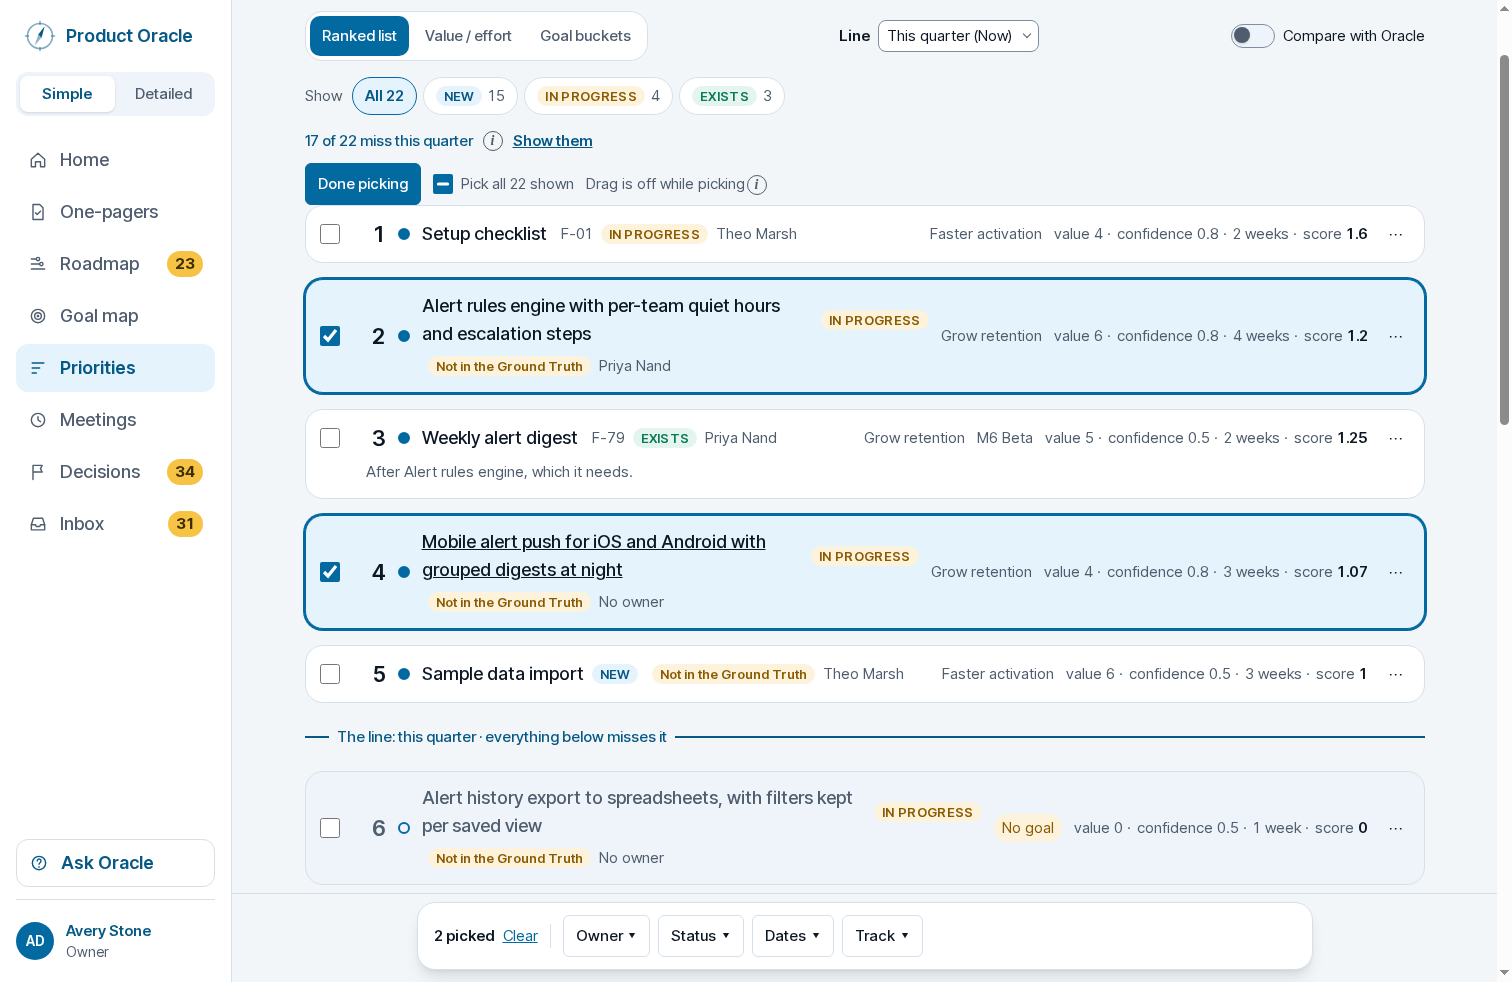 Product Oracle
Simple Detailed
Home
One-pagers
Roadmap 23
Goal map
Priorities
Meetings
Decisions 34
Inbox 31
Ask Oracle
AD Avery Stone
Owner
Ranked list Value / effort Goal buckets
Line This quarter (Now)
Compare with Oracle
Show All 22 NEW 15 IN PROGRESS 4 EXISTS 3
17 of 22 miss this quarter i Show them
Done picking Pick all 22 shown Drag is off while picking i
1 Setup checklist F-01 IN PROGRESS Theo Marsh Faster activation value 4 · confidence 0.8 · 2 weeks · score 1.6 ···
Alert rules engine with per-team quiet hours
and escalation steps
2 IN PROGRESS Grow retention value 6 · confidence 0.8 · 4 weeks · score 1.2 ···
Not in the Ground Truth Priya Nand
3 Weekly alert digest F-79 EXISTS Priya Nand Grow retention M6 Beta value 5 · confidence 0.5 · 2 weeks · score 1.25 ···
After Alert rules engine, which it needs.
Mobile alert push for iOS and Android with
grouped digests at night
4 IN PROGRESS Grow retention value 4 · confidence 0.8 · 3 weeks · score 1.07 ···
Not in the Ground Truth No owner
5 Sample data import NEW Not in the Ground Truth Theo Marsh Faster activation value 6 · confidence 0.5 · 3 weeks · score 1 ···
The line: this quarter · everything below misses it
Alert history export to spreadsheets, with filters kept
per saved view
6 IN PROGRESS No goal value 0 · confidence 0.5 · 1 week · score 0 ···
Not in the Ground Truth No owner
2 picked Clear Owner ▾ Status ▾ Dates ▾ Track ▾